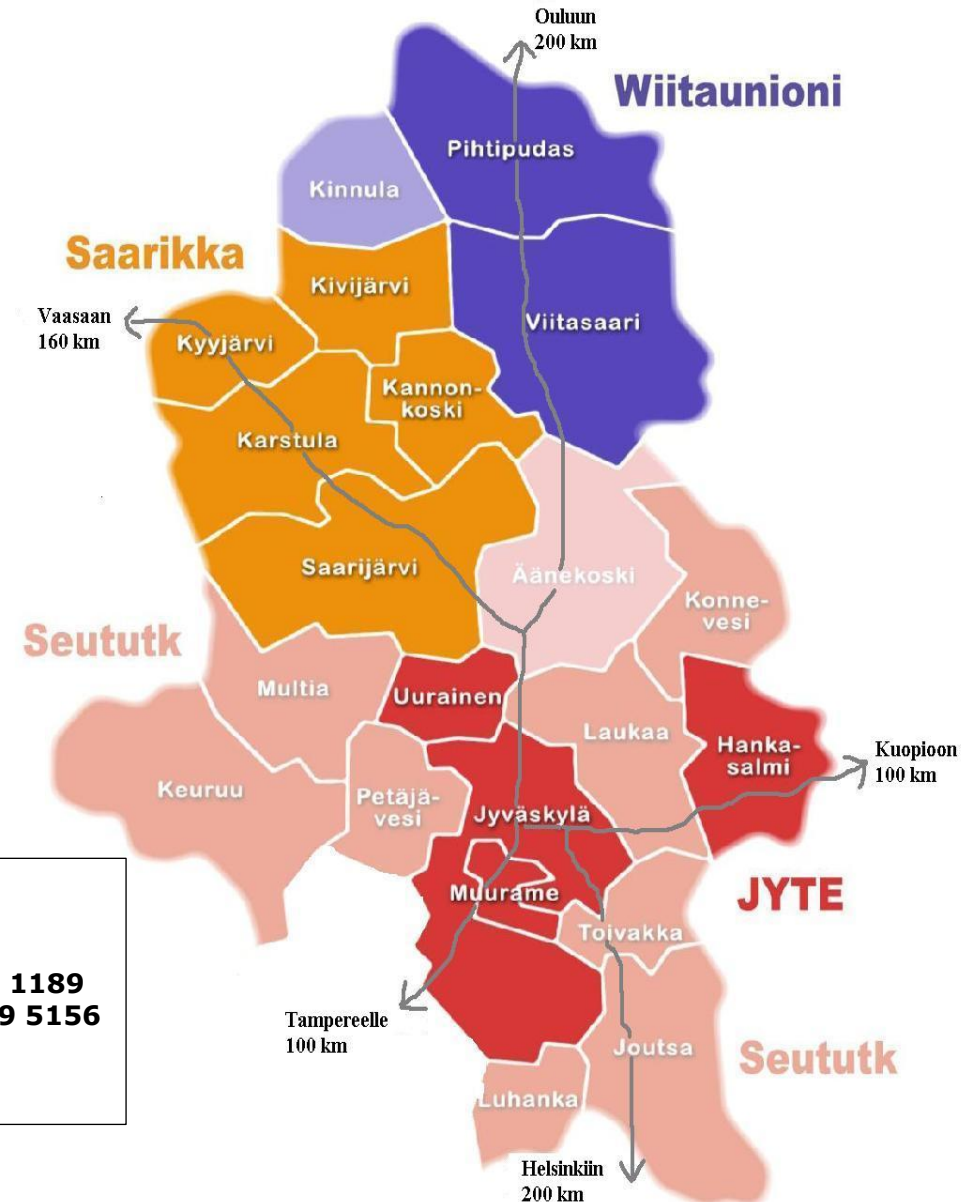 Ouluun
200 km
Wiitaunioni
Pihtipudas
Kinnula
Saarikka
Kivijärvi
Vaasaan
160 km
Kyyjärvi
Viitasaari
Kannon-
koski
Karstula
Saarijärvi
Äänekoski
Konne-
vesi
Seututk
Multia
Uurainen
Laukaa
Hanka-
salmi
Kuopioon
100 km
Keuruu
Petäjä-
vesi
Jyväskylä
Muurame
JYTE
Toivakka
1189
9 5156
Tampereelle
100 km
Joutsa
Seututk
Luhanka
Helsinkiin
200 km